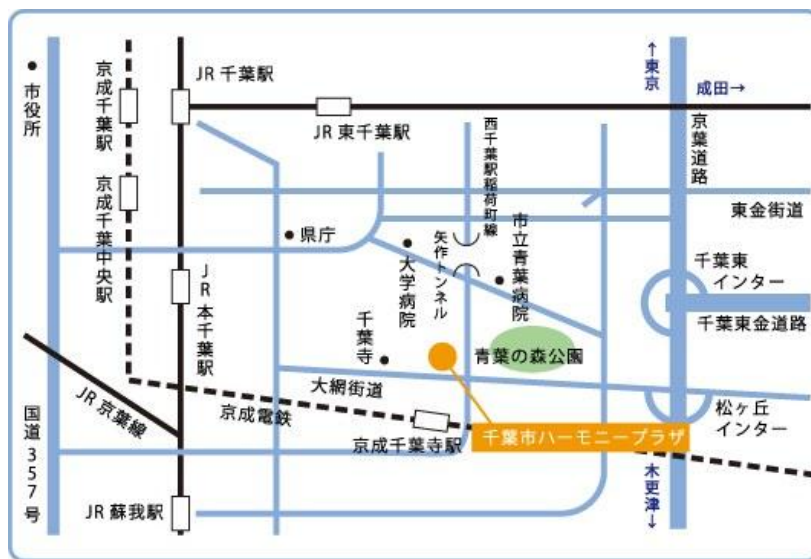 市役所
京成千葉駅
JR 千葉駅
JR 東千葉駅
西千葉駅稲荷町線
↑東京
成田→
京葉道路
京成千葉中央駅
県庁
大学病院
矢作トンネル
市立青葉病院
東金街道
千葉東
インター
千葉東金道路
JR 本千葉駅
千葉寺
青葉の森公園
大網街道
JR 京葉線
京成電鉄
京成千葉寺駅
千葉市ハーモニープラザ
松ヶ丘
インター
国道 357 号
JR 蘇我駅
木更津↓